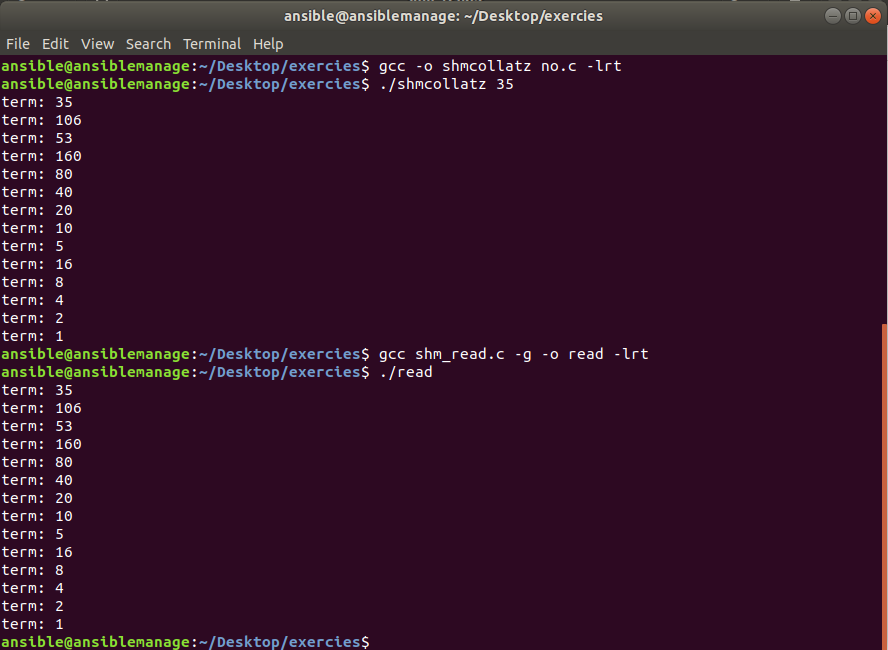 ansible@ansiblemanage: ~/Desktop/exercies
File Edit View Search Terminal Help
ansible@ansiblemanage:~/Desktop/exercies$ gcc -o shmcollatz no.c -lrt
ansible@ansiblemanage:~/Desktop/exercies$ ./shmcollatz 35
term: 35
term: 106
term: 53
term: 160
term: 80
term: 40
term: 20
term: 10
term: 5
term: 16
term: 8
term: 4
term: 2
term: 1
ansible@ansiblemanage:~/Desktop/exercies$ gcc shm_read.c -g -o read -lrt
ansible@ansiblemanage:~/Desktop/exercies$ ./read
term: 35
term: 106
term: 53
term: 160
term: 80
term: 40
term: 20
term: 10
term: 5
term: 16
term: 8
term: 4
term: 2
term: 1
ansible@ansiblemanage:~/Desktop/exercies$